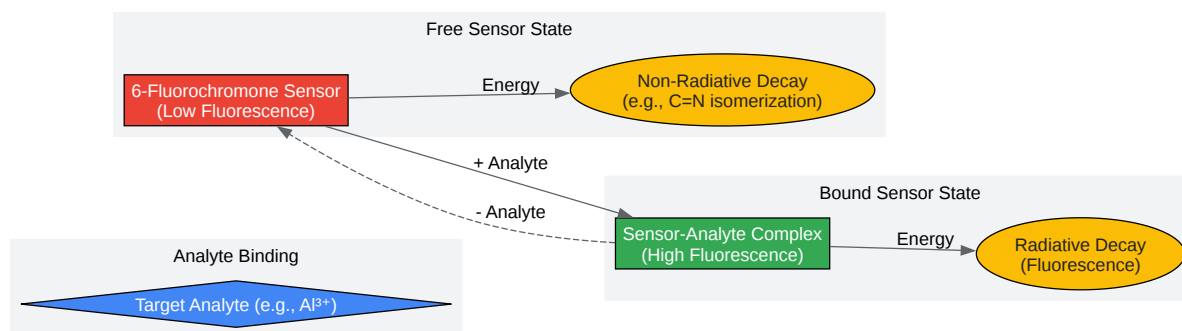 Free Sensor State
6-Fluorochromone Sensor
(Low Fluorescence)
Energy
Non-Radiative Decay
(e.g., C=N isomerization)
+ Analyte
- Analyte
Bound Sensor State
Sensor-Analyte Complex
(High Fluorescence)
Energy
Radiative Decay
(Fluorescence)
Analyte Binding
Target Analyte (e.g., Al³⁺)